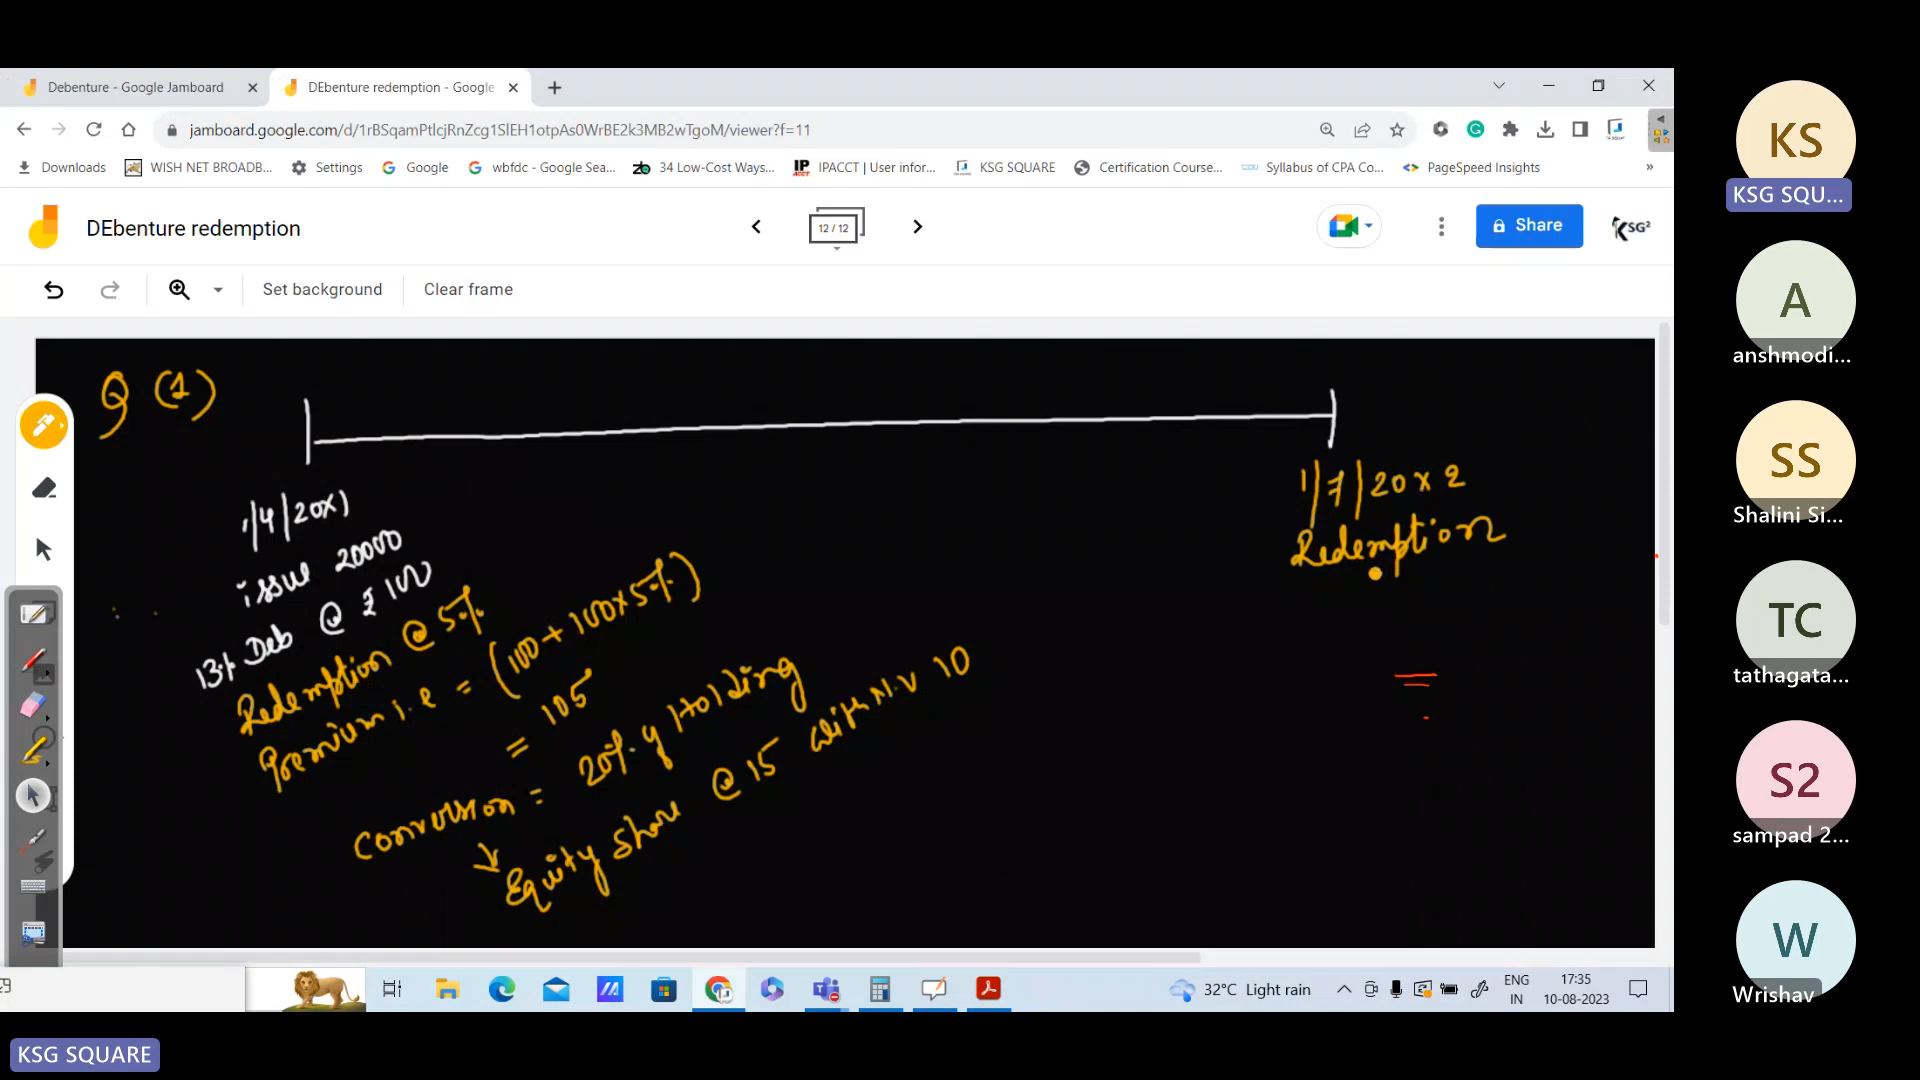 Debenture - Google Jamboard
DEbenture redemption - Google
jamboard.google.com/d/1rBSqamPtlcjRnZcg1SlEH1otpAs0WrBE2k3MB2wTgoM/viewer?f=11
Downloads
WISH NET BROADB...
Settings
Google
wbfdc - Google Sea...
34 Low-Cost Ways...
IPACCT | User infor...
KSG SQUARE
Certification Course...
Syllabus of CPA Co...
PageSpeed Insights
»
DEbenture redemption
12 / 12
Share
KSG²
Set background
Clear frame
Q (1)
1/4/20X1
issue 20000
13% Deb @ ₹ 100
Redemption @ 5%
Premium i.e = (100 + 100 x 5%)
= 105
Conversion = 20% of Holding
Equity share @ 15 with N.V 10
1/7/20x2
Redemption
KS
KSG SQU...
A
anshmodi...
SS
Shalini Si...
TC
tathagata...
S2
sampad 2...
W
Wrishav
32°C Light rain
ENG
IN
17:35
10-08-2023
KSG SQUARE